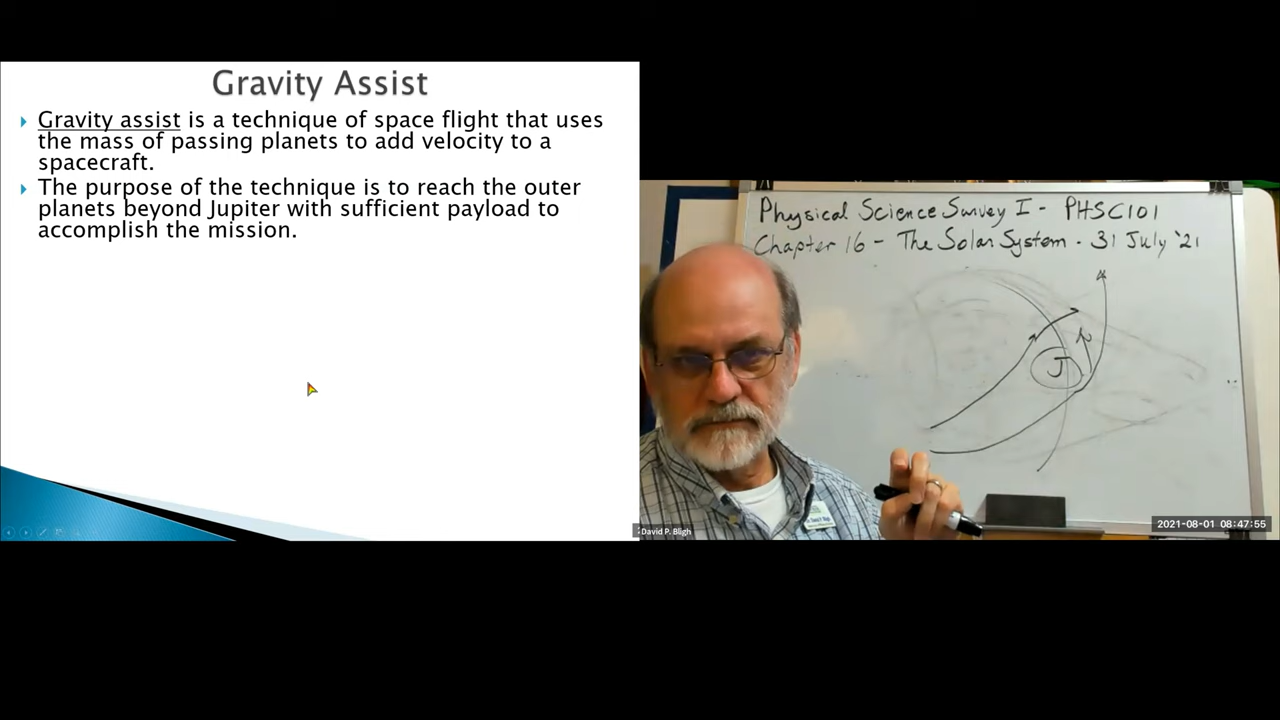 Gravity Assist
Gravity assist is a technique of space flight that uses
the mass of passing planets to add velocity to a
spacecraft.
The purpose of the technique is to reach the outer
planets beyond Jupiter with sufficient payload to
accomplish the mission.
Physical Science Survey I - PHSC101
Chapter 16 - The Solar System. 31 July '21
J
David P. Bligh
2021-08-01 08:47:55